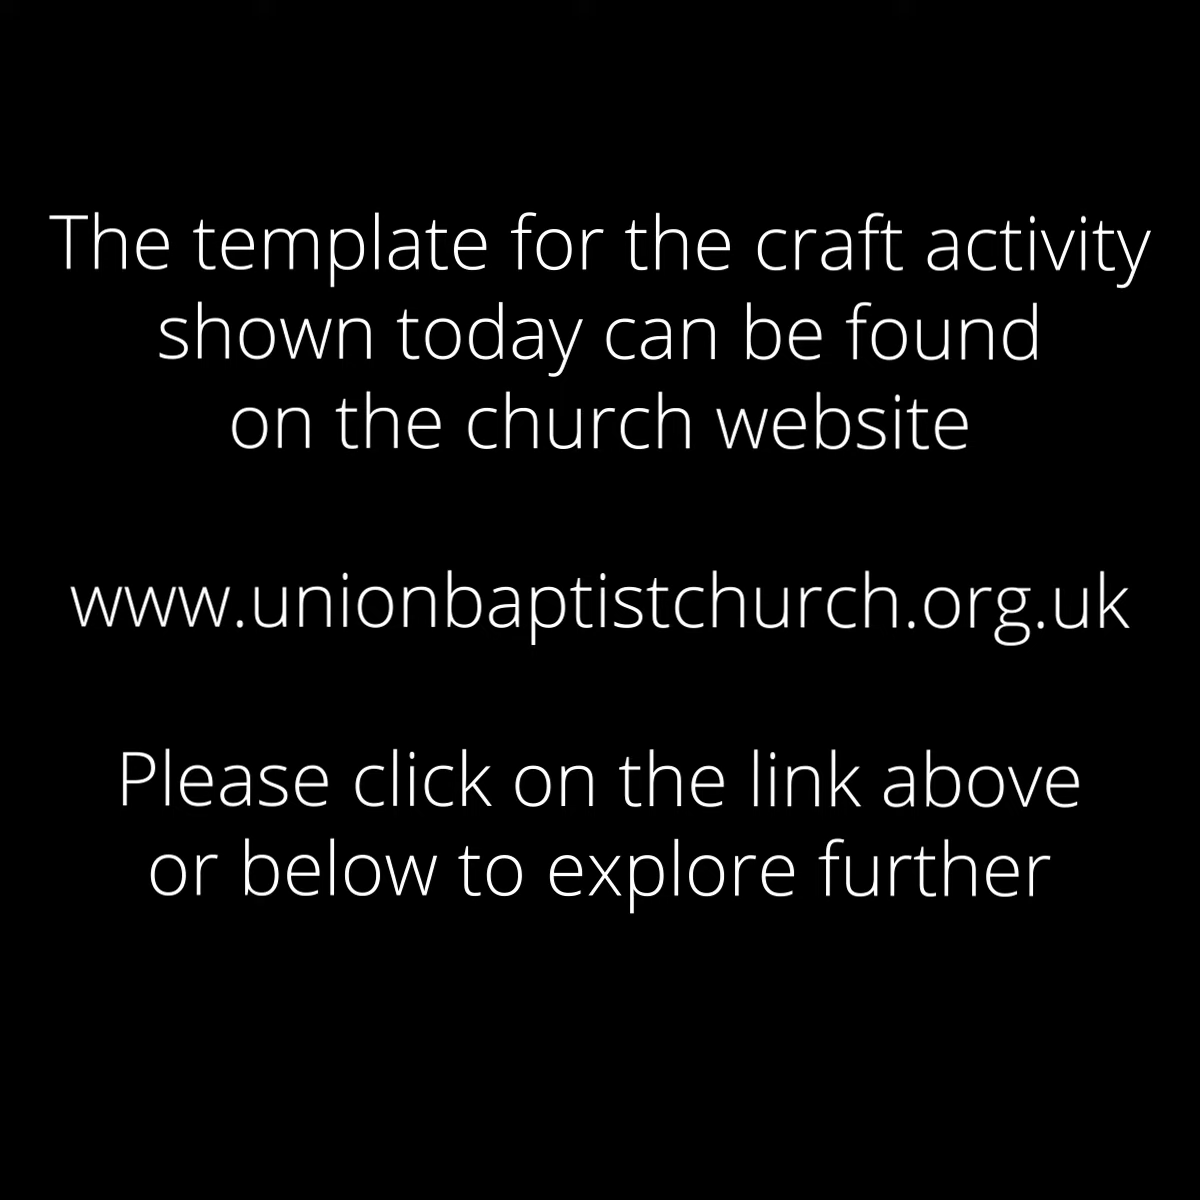 The template for the craft activity
shown today can be found
on the church website
www.unionbaptistchurch.org.uk
Please click on the link above
or below to explore further